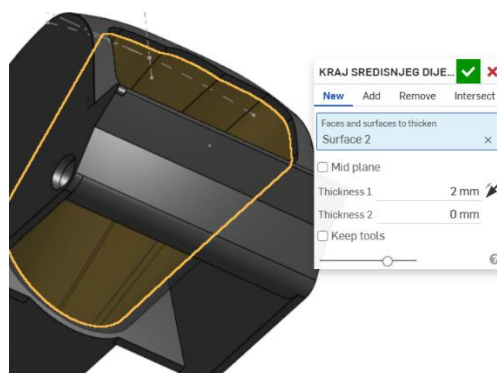 KRAJ SREDISNJEG DIJE...
New Add Remove Intersect
Faces and surfaces to thicken
Surface 2
Mid plane
Thickness 1 2 mm
Thickness 2 0 mm
Keep tools